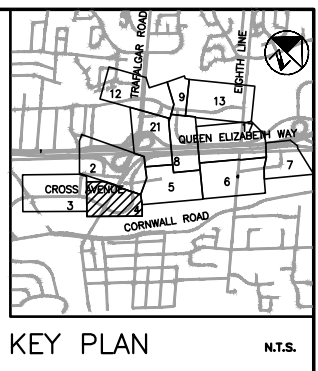 TRAFALGAR ROAD
EIGHTH LINE
N
12
9
13
21
QUEEN ELIZABETH WAY
8
7
2
5
6
CROSS AVENUE
3
4
CORNWALL ROAD
KEY PLAN
N.T.S.